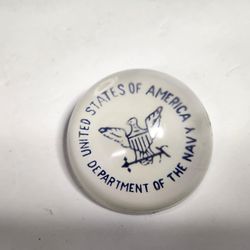 UNITED STATES OF AMERICA
DEPARTMENT OF THE NAVY